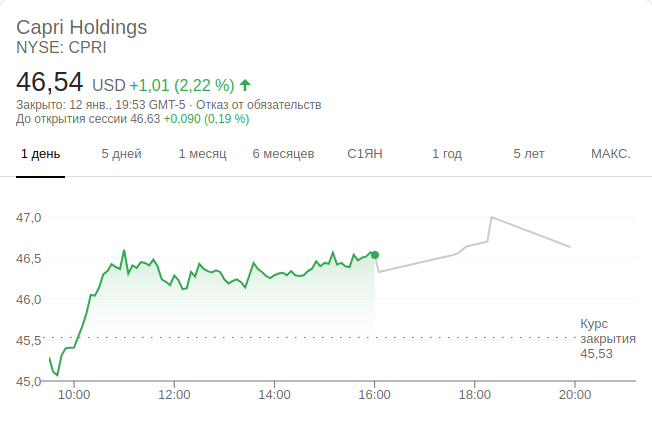 Capri Holdings
NYSE: CPRI
46,54 USD +1,01 (2,22 %)
Закрыто: 12 янв., 19:53 GMT-5 · Отказ от обязательств
До открытия сессии 46,63 +0,090 (0,19 %)
1 день 5 дней 1 месяц 6 месяцев С1ЯН 1 год 5 лет МАКС.
47,0
46,5
46,0
45,5
45,0
Курс
закрытия
45,53
10:00 12:00 14:00 16:00 18:00 20:00